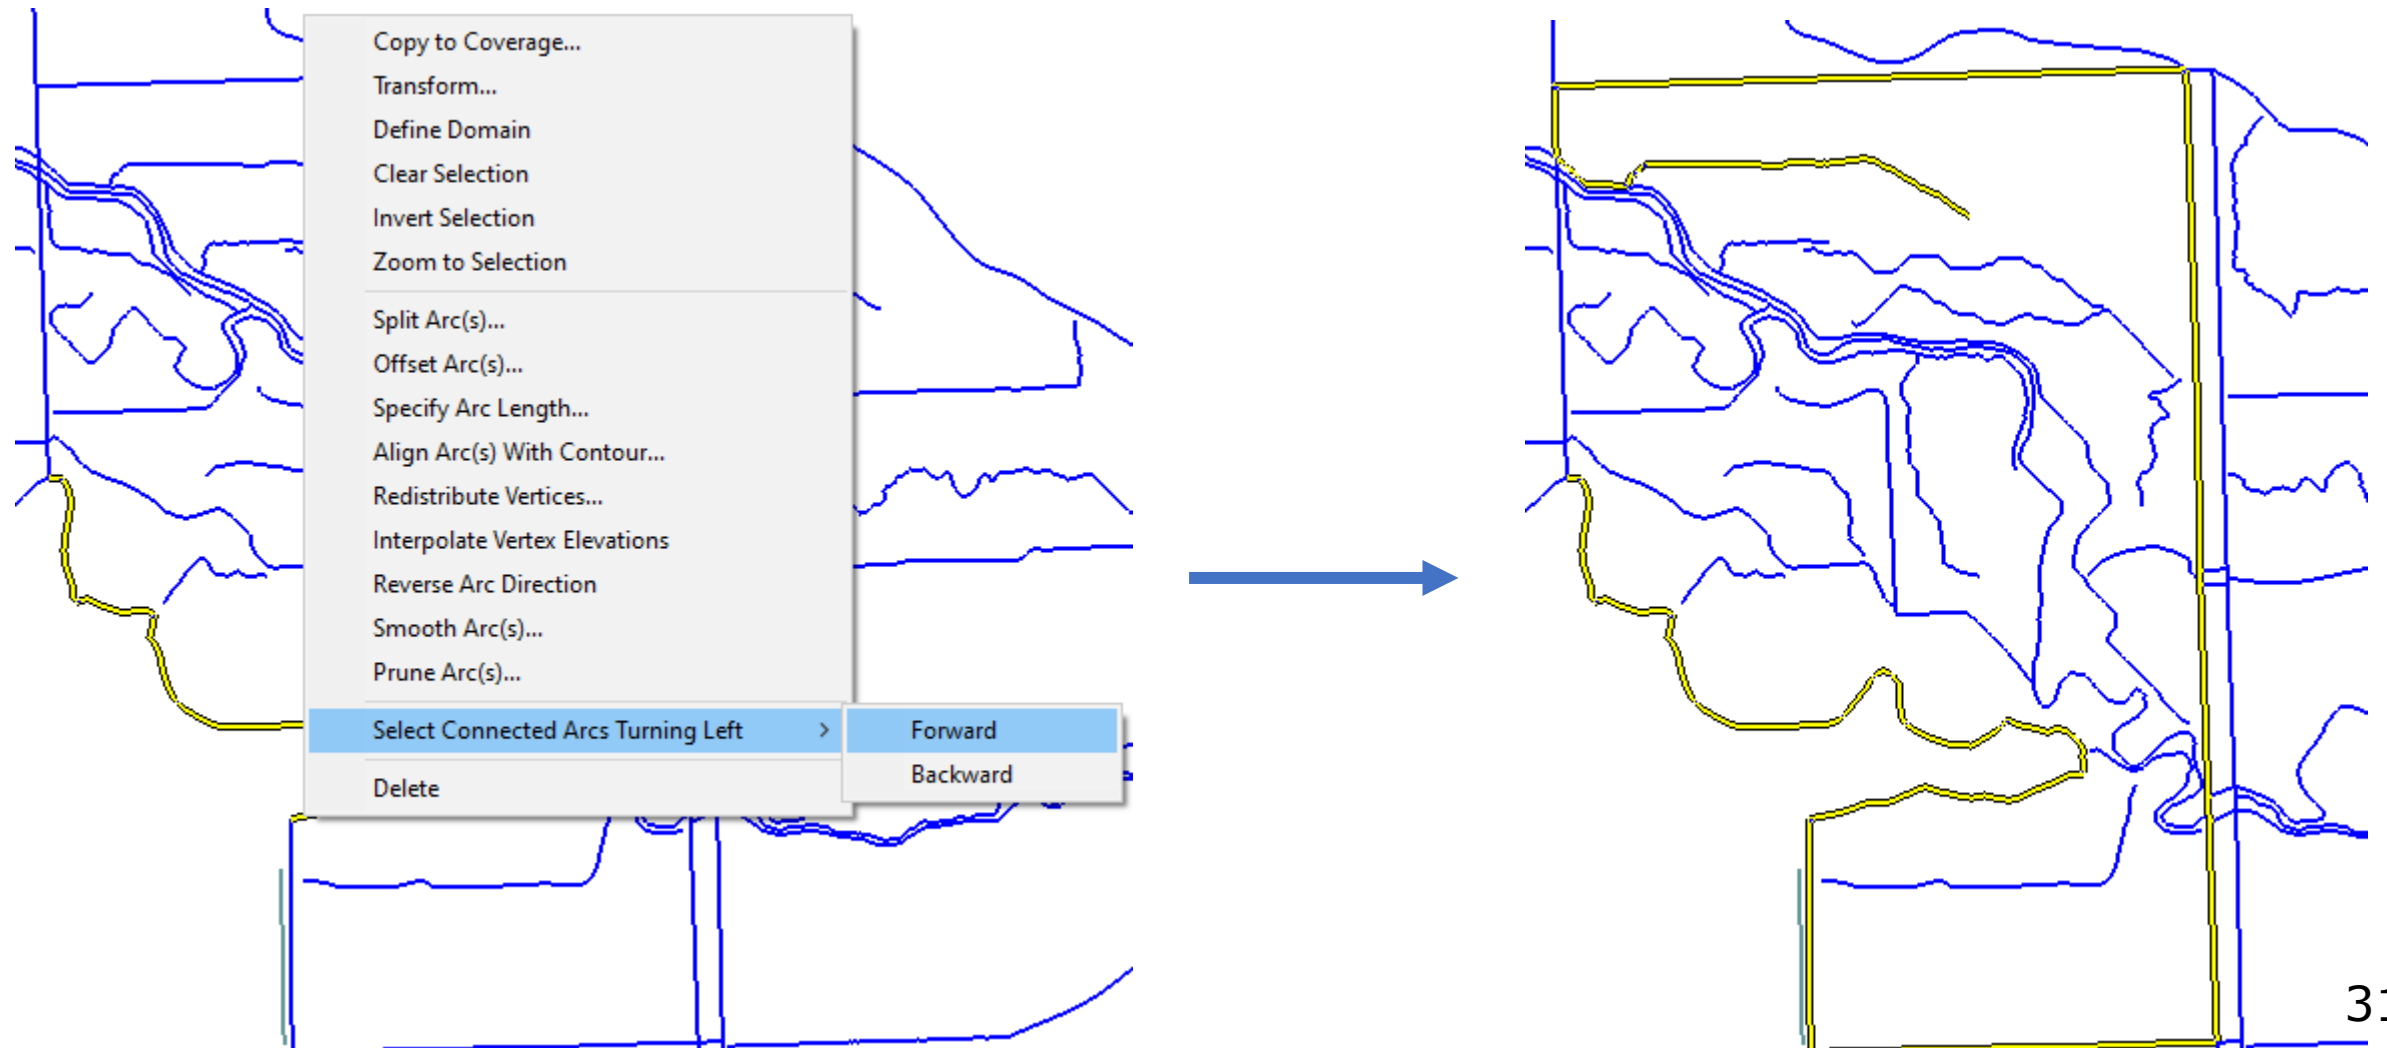 Copy to Coverage...
Transform...
Define Domain
Clear Selection
Invert Selection
Zoom to Selection
Split Arc(s)...
Offset Arc(s)...
Specify Arc Length...
Align Arc(s) With Contour...
Redistribute Vertices...
Interpolate Vertex Elevations
Reverse Arc Direction
Smooth Arc(s)...
Prune Arc(s)...
Select Connected Arcs Turning Left >
Forward
Backward
Delete
31